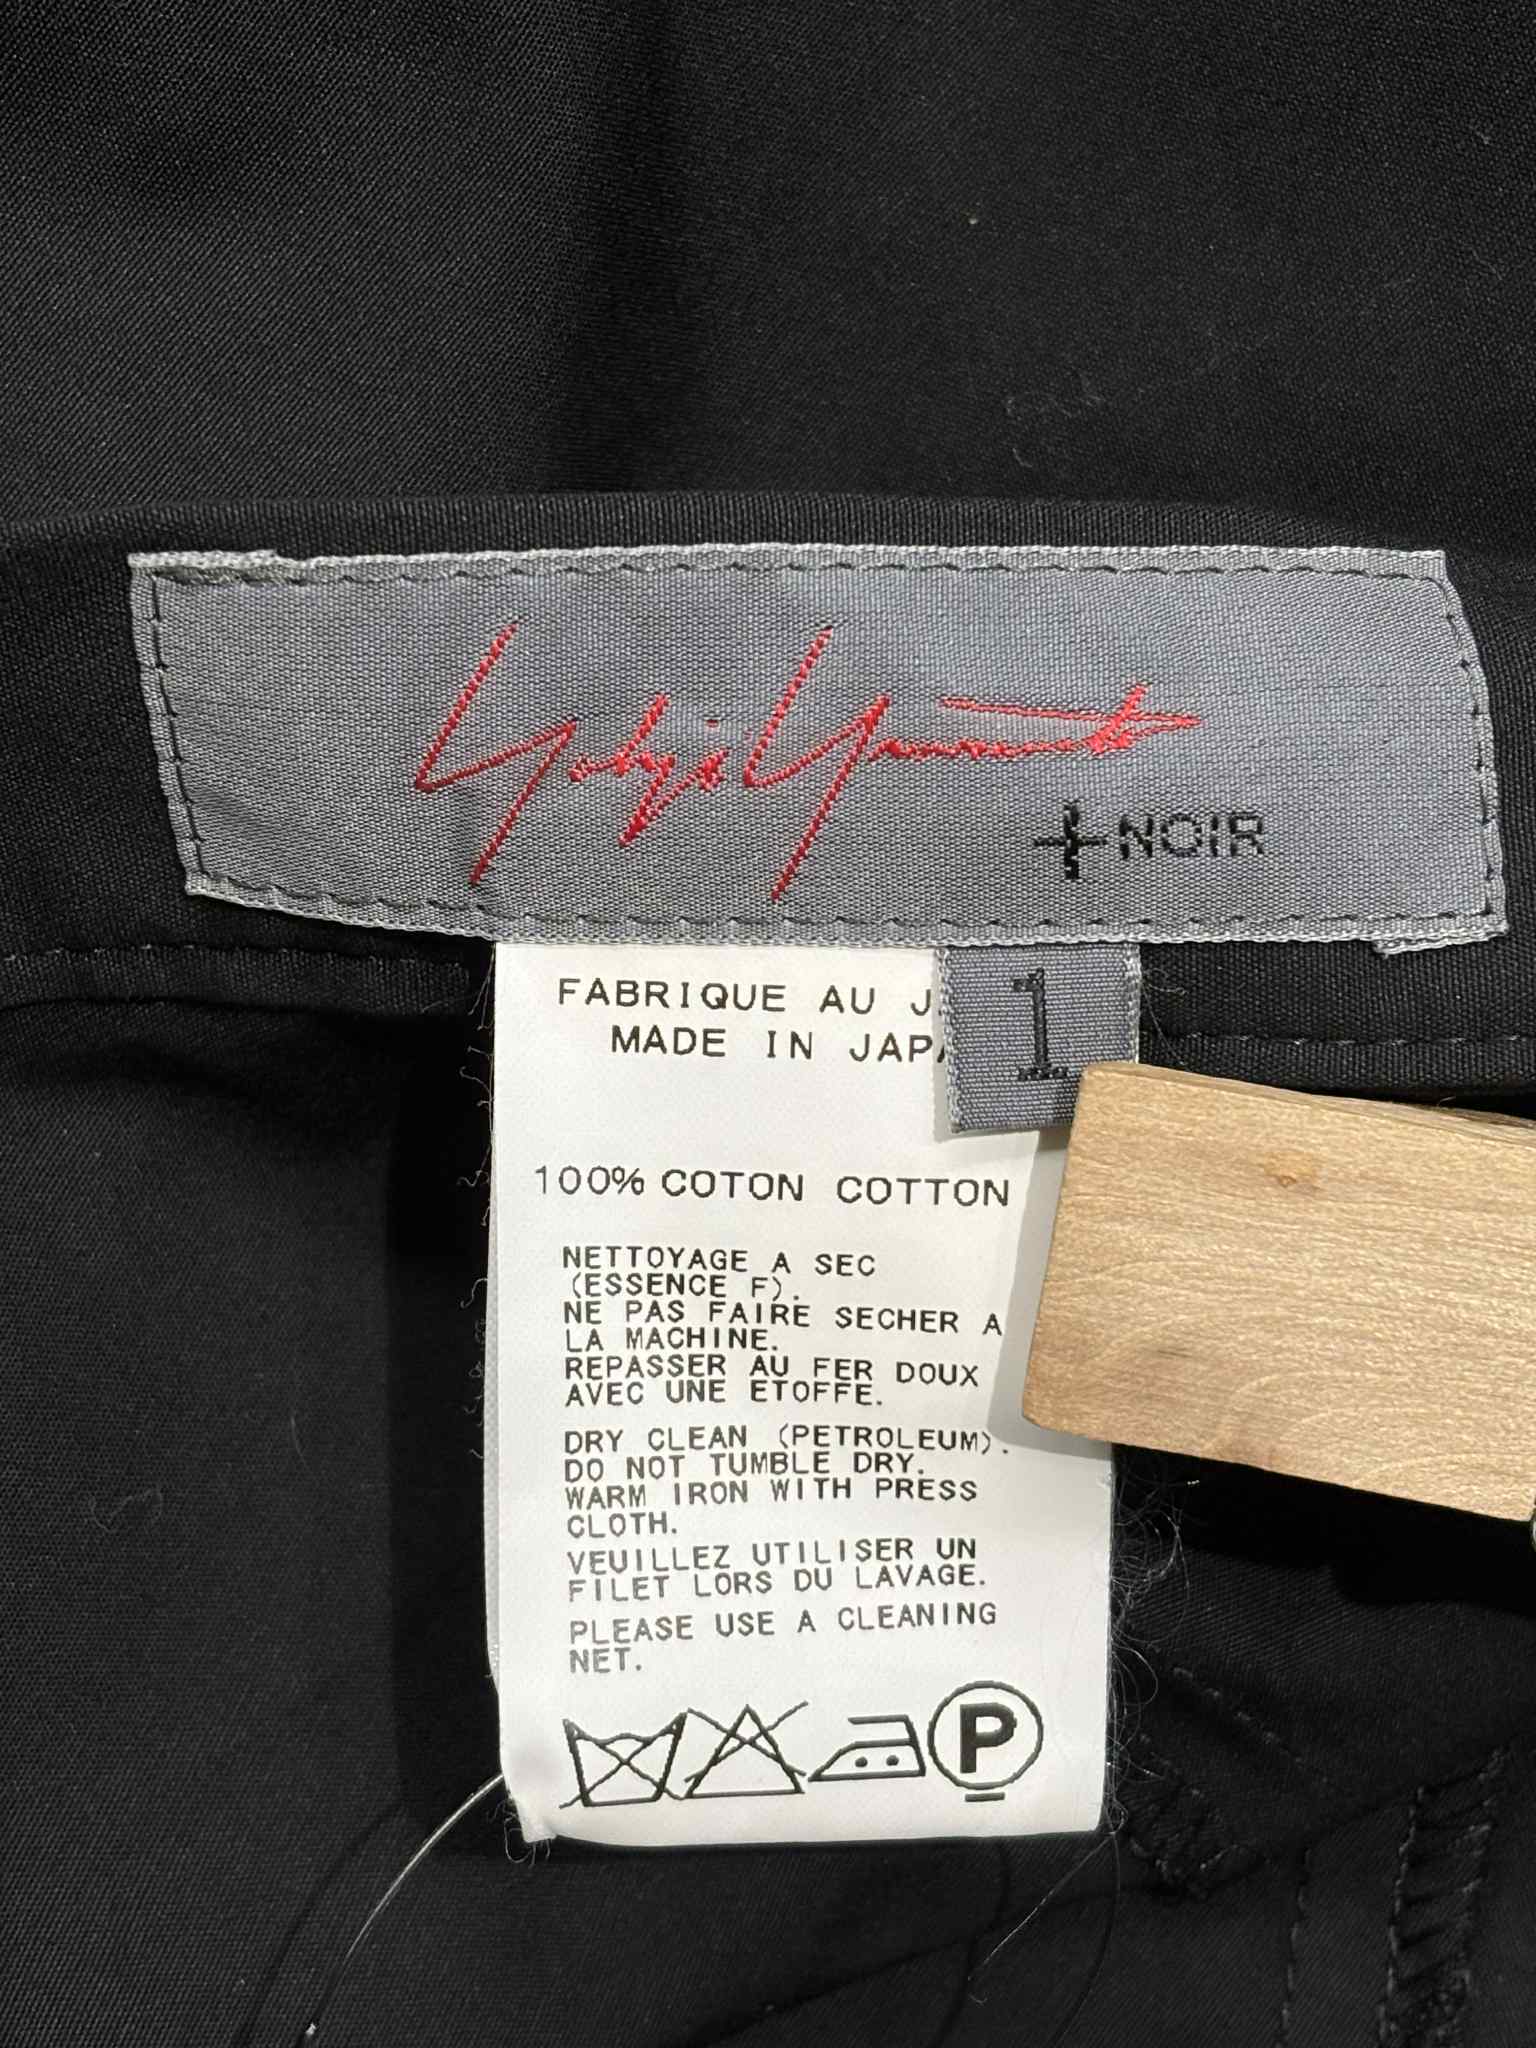 Yohji Yamamoto
+NOIR
1
FABRIQUE AU J
MADE IN JAPA
100% COTON COTTON
NETTOYAGE A SEC
(ESSENCE F).
NE PAS FAIRE SECHER A
LA MACHINE.
REPASSER AU FER DOUX
AVEC UNE ETOFFE.
DRY CLEAN (PETROLEUM).
DO NOT TUMBLE DRY.
WARM IRON WITH PRESS
CLOTH.
VEUILLEZ UTILISER UN
FILET LORS DU LAVAGE.
PLEASE USE A CLEANING
NET.
P